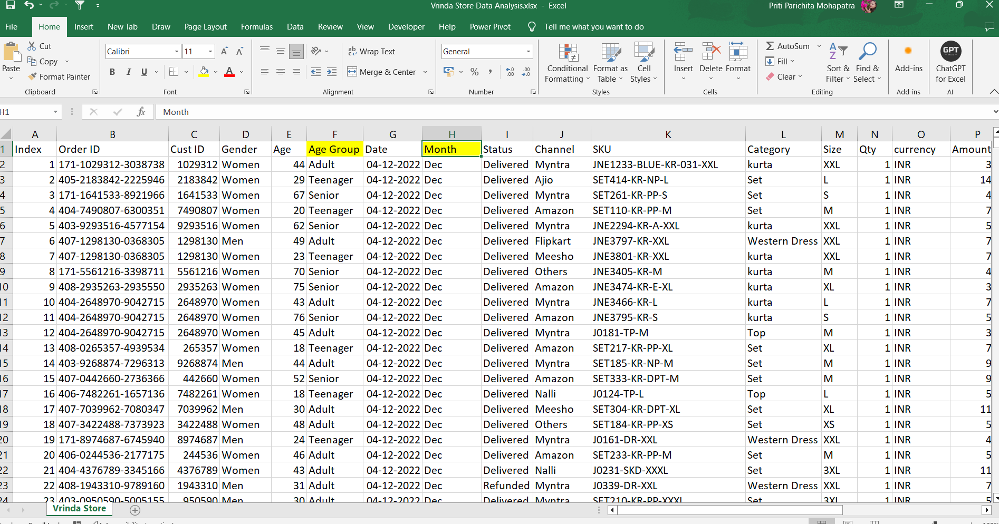 Vrinda Store Data Analysis.xlsx - Excel
Priti Parichita Mohapatra
File Home Insert New Tab Draw Page Layout Formulas Data Review View Developer Help Power Pivot Tell me what you want to do
Paste
Cut
Copy
Format Painter
Clipboard
Calibri 11
B I U
Font
Wrap Text
Merge & Center
Alignment
General
Number
Conditional Formatting
Format as Table
Cell Styles
Styles
Insert Delete Format
Cells
AutoSum
Fill
Clear
Sort & Filter
Find & Select
Editing
Add-ins
Add-ins
GPT
ChatGPT for Excel
AI
H1 fx Month
A B C D E F G H I J K L M N O P
1 Index Order ID Cust ID Gender Age Age Group Date Month Status Channel SKU Category Size Qty currency Amount
2 1 171-1029312-3038738 1029312 Women 44 Adult 04-12-2022 Dec Delivered Myntra JNE1233-BLUE-KR-031-XXL kurta XXL 1 INR 3
3 2 405-2183842-2225946 2183842 Women 29 Teenager 04-12-2022 Dec Delivered Ajio SET414-KR-NP-L Set L 1 INR 14
4 3 171-1641533-8921966 1641533 Women 67 Senior 04-12-2022 Dec Delivered Myntra SET261-KR-PP-S Set S 1 INR 4
5 4 404-7490807-6300351 7490807 Women 20 Teenager 04-12-2022 Dec Delivered Amazon SET110-KR-PP-M Set M 1 INR 7
6 5 403-9293516-4577154 9293516 Women 62 Senior 04-12-2022 Dec Delivered Myntra JNE2294-KR-A-XXL kurta XXL 1 INR 5
7 6 407-1298130-0368305 1298130 Men 49 Adult 04-12-2022 Dec Delivered Flipkart JNE3797-KR-XXL Western Dress XXL 1 INR 7
8 7 407-1298130-0368305 1298130 Women 23 Teenager 04-12-2022 Dec Delivered Meesho JNE3801-KR-XXL kurta XXL 1 INR 7
9 8 171-5561216-3398711 5561216 Women 70 Senior 04-12-2022 Dec Delivered Others JNE3405-KR-M kurta M 1 INR 4
10 9 408-2935263-2935550 2935263 Women 75 Senior 04-12-2022 Dec Delivered Amazon JNE3474-KR-E-XL kurta XL 1 INR 3
11 10 404-2648970-9042715 2648970 Women 43 Adult 04-12-2022 Dec Delivered Myntra JNE3466-KR-L kurta L 1 INR 7
12 11 404-2648970-9042715 2648970 Women 76 Senior 04-12-2022 Dec Delivered Amazon JNE3795-KR-S kurta S 1 INR 5
13 12 404-2648970-9042715 2648970 Women 45 Adult 04-12-2022 Dec Delivered Myntra J0181-TP-M Top M 1 INR 3
14 13 408-0265357-4939534 265357 Women 18 Teenager 04-12-2022 Dec Delivered Amazon SET217-KR-PP-XL Set XL 1 INR 7
15 14 403-9268874-7296313 9268874 Men 44 Adult 04-12-2022 Dec Delivered Myntra SET185-KR-NP-M Set M 1 INR 9
16 15 407-0442660-2736366 442660 Women 52 Senior 04-12-2022 Dec Delivered Amazon SET333-KR-DPT-M Set M 1 INR 9
17 16 406-7482261-1657136 7482261 Women 18 Teenager 04-12-2022 Dec Delivered Nalli J0124-TP-L Top L 1 INR 5
18 17 407-7039962-7080347 7039962 Men 30 Adult 04-12-2022 Dec Delivered Meesho SET304-KR-DPT-XL Set XL 1 INR 11
19 18 407-3422488-7373923 3422488 Women 48 Adult 04-12-2022 Dec Delivered Others SET184-KR-PP-XS Set XS 1 INR 5
20 19 171-8974687-6745940 8974687 Men 24 Teenager 04-12-2022 Dec Delivered Myntra J0161-DR-XXL Western Dress XXL 1 INR 4
21 20 406-0244536-2177175 244536 Women 46 Adult 04-12-2022 Dec Delivered Amazon SET233-KR-PP-M Set M 1 INR 5
22 21 404-4376789-3345166 4376789 Women 43 Adult 04-12-2022 Dec Delivered Nalli J0231-SKD-XXXL Set 3XL 1 INR 11
23 22 408-1943310-9789160 1943310 Men 31 Adult 04-12-2022 Dec Refunded Myntra J0339-DR-XXL Western Dress XXL 1 INR 7
24 23 403-0950590-5005155 950590 Men 30 Adult 04-12-2022 Dec Delivered Myntra SET210-KR-PP-XXXL Set 3XL 1 INR 5
Vrinda Store